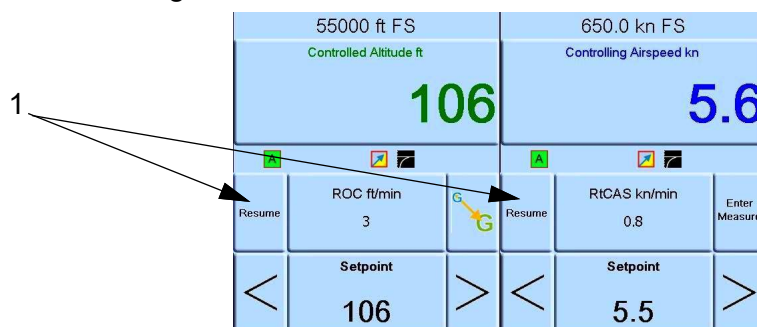 55000 ft FS
650.0 kn FS
Controlled Altitude ft
Controlling Airspeed kn
106
5.6
1
A
A
Resume
ROC ft/min
3
G
G
Resume
RtCAS kn/min
0.8
Enter
Measure
<
Setpoint
106
>
<
Setpoint
5.5
>